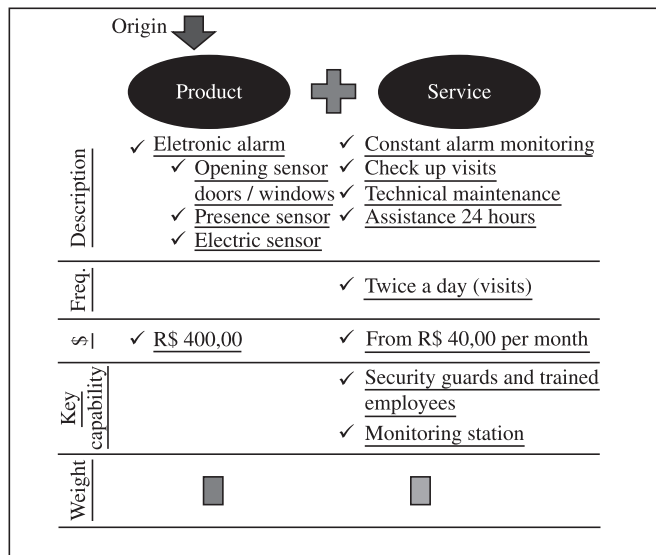 Origin
Product
Service
Description
✓ Eletronic alarm
✓ Opening sensor
doors / windows
✓ Presence sensor
✓ Electric sensor
✓ Constant alarm monitoring
✓ Check up visits
✓ Technical maintenance
✓ Assistance 24 hours
Freq.
✓ Twice a day (visits)
$
✓ R$ 400,00
✓ From R$ 40,00 per month
Key
capability
✓ Security guards and trained
employees
✓ Monitoring station
Weight